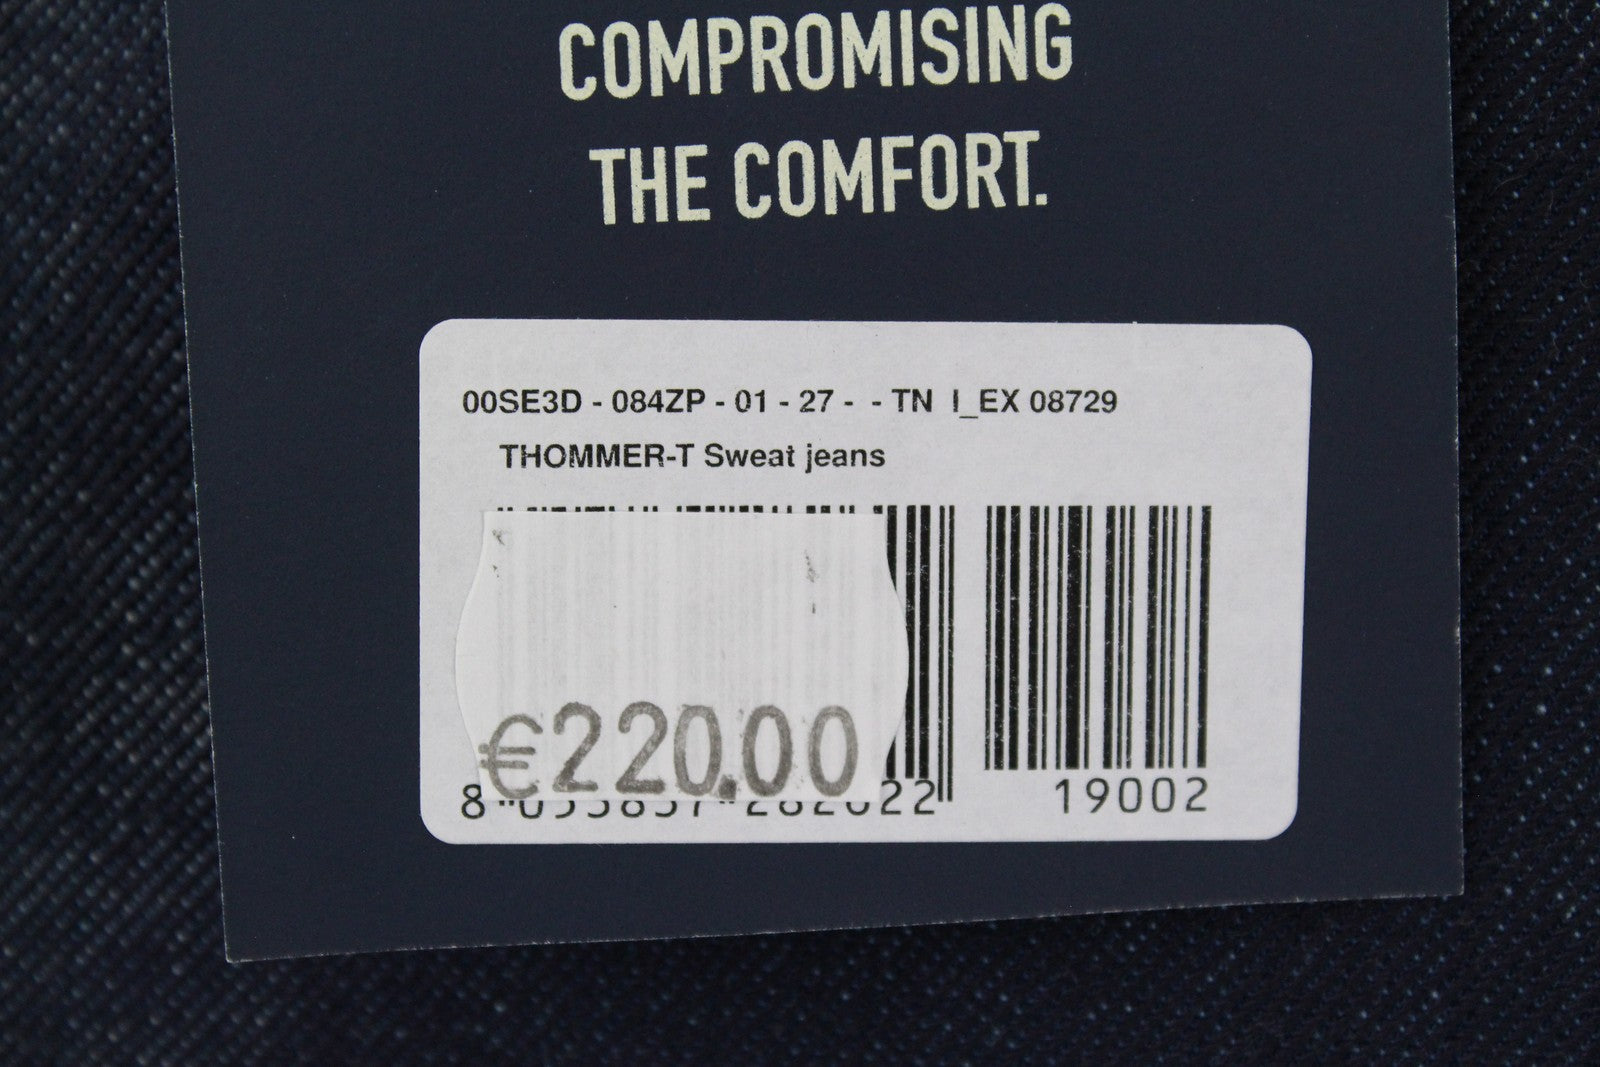 COMPROMISING
THE COMFORT.
00SE3D - 084ZP - 01 - 27 - - TN I_EX 08729
THOMMER-T Sweat jeans
€220.00
19002